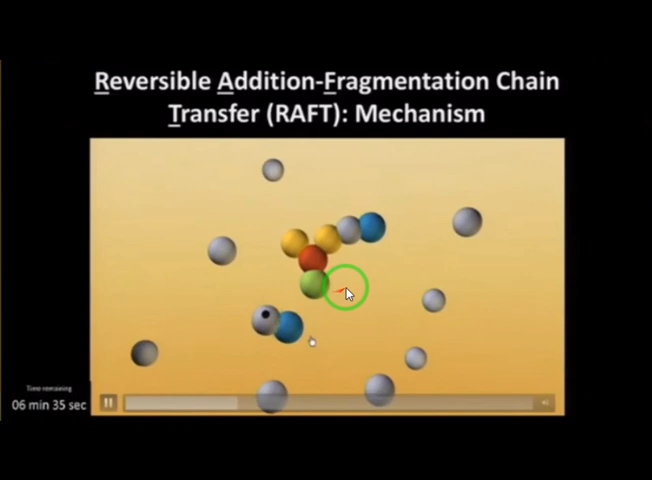 Reversible Addition-Fragmentation Chain
Transfer (RAFT): Mechanism
Time remaining
06 min 35 sec